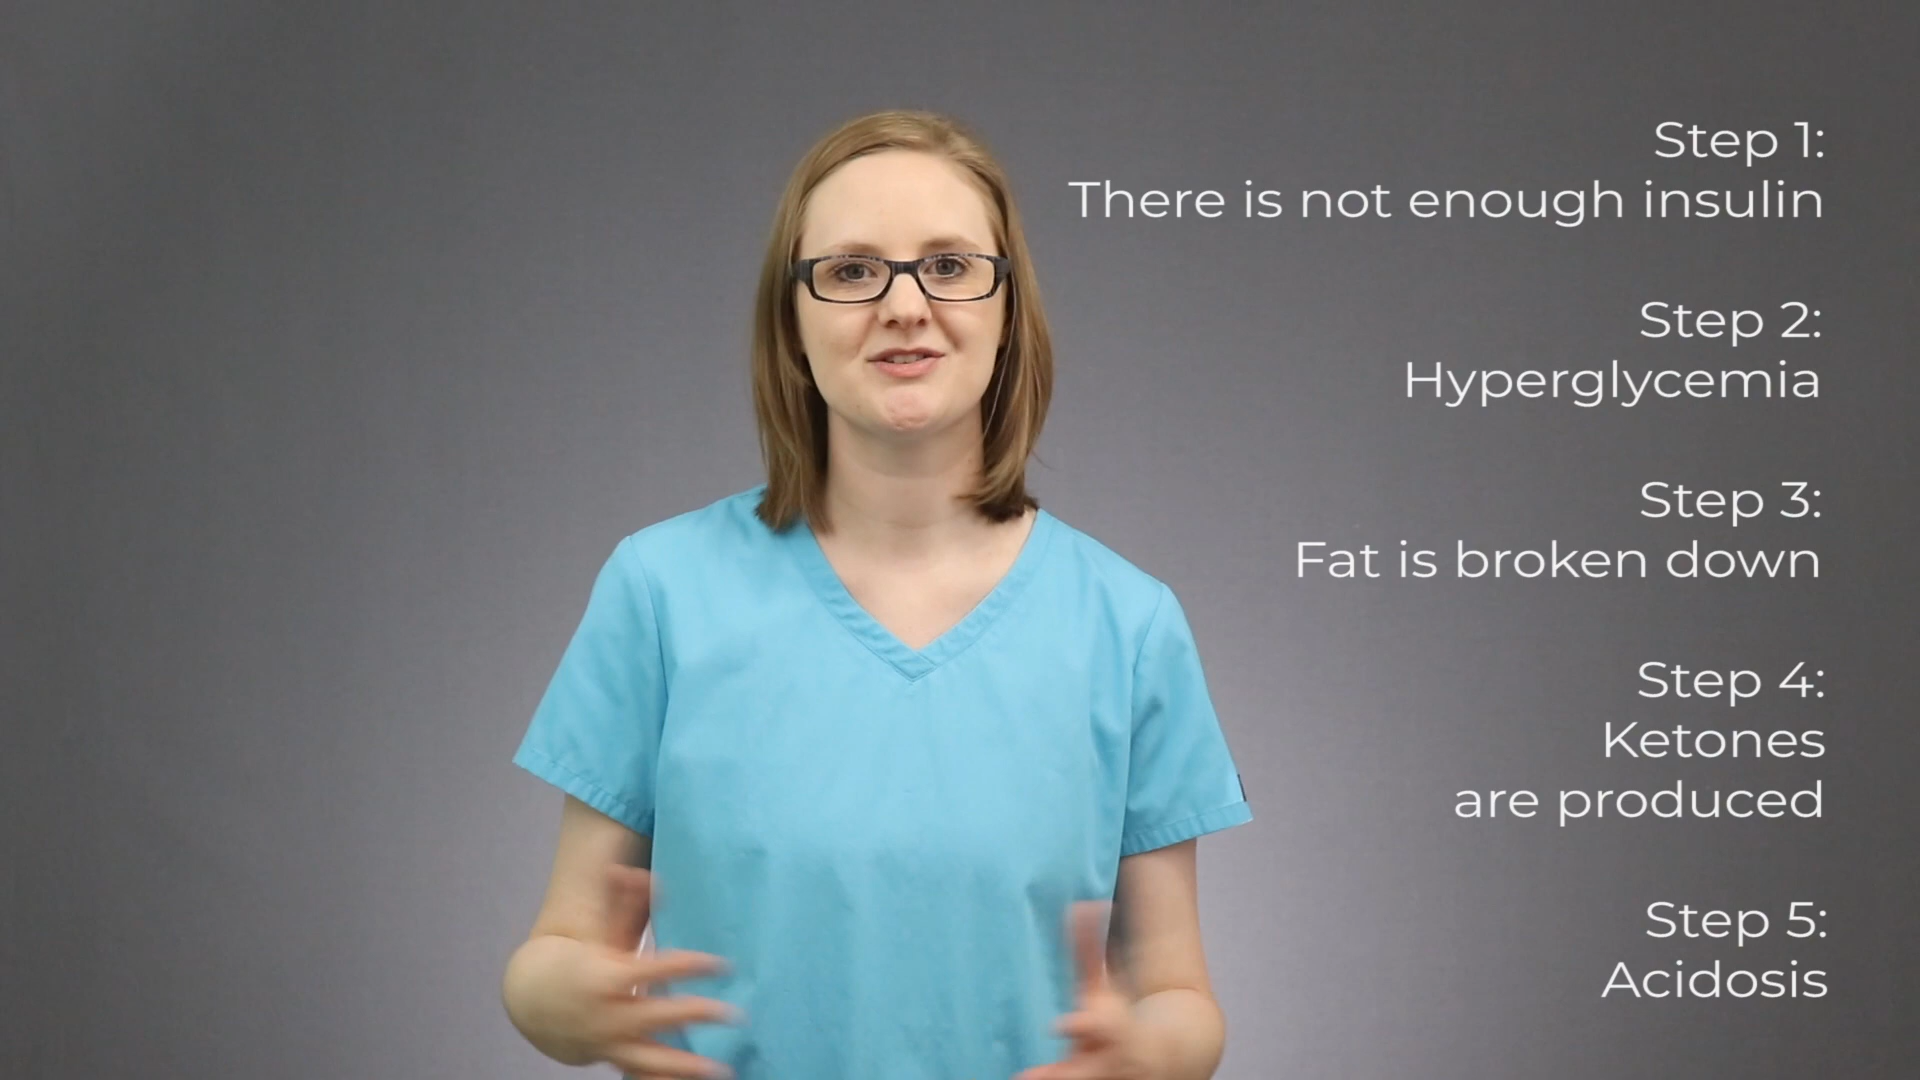 Step 1:
There is not enough insulin
Step 2:
Hyperglycemia
Step 3:
Fat is broken down
Step 4:
Ketones
are produced
Step 5:
Acidosis